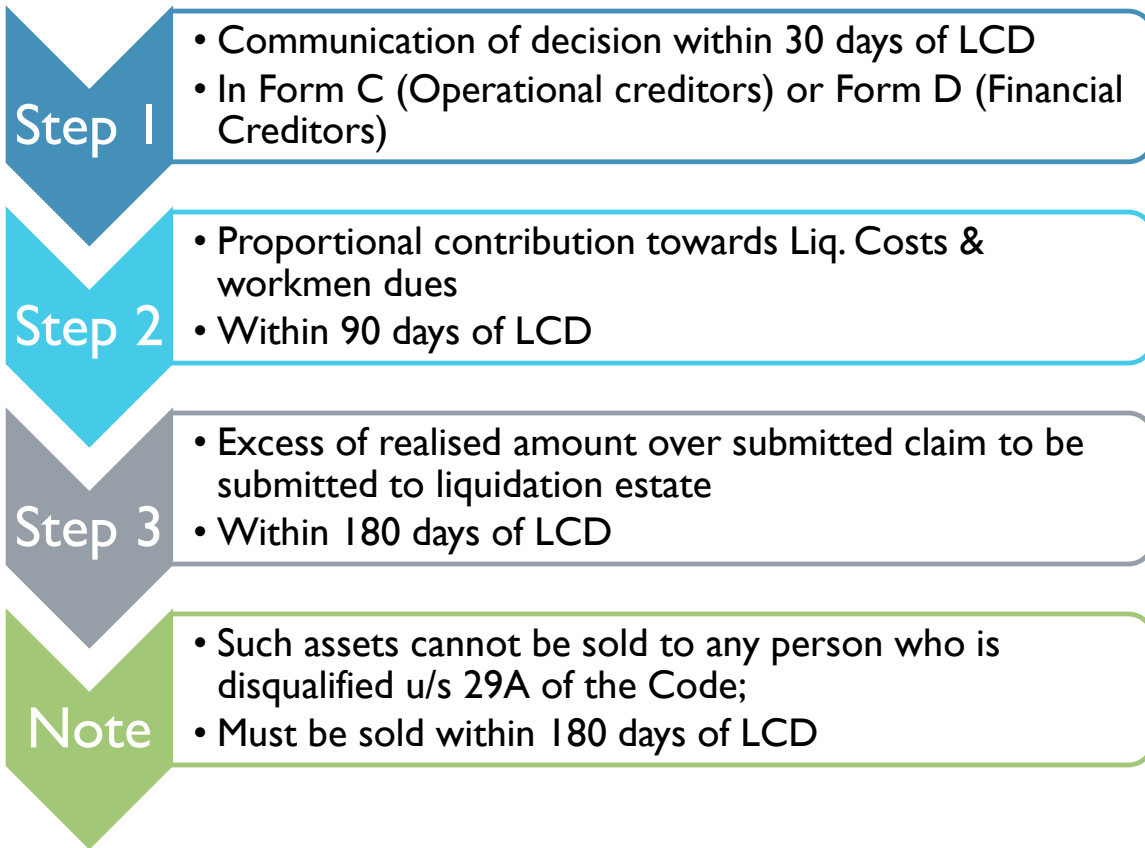 Step 1
• Communication of decision within 30 days of LCD
• In Form C (Operational creditors) or Form D (Financial
Creditors)
Step 2
• Proportional contribution towards Liq. Costs &
workmen dues
• Within 90 days of LCD
Step 3
• Excess of realised amount over submitted claim to be
submitted to liquidation estate
• Within 180 days of LCD
Note
• Such assets cannot be sold to any person who is
disqualified u/s 29A of the Code;
• Must be sold within 180 days of LCD